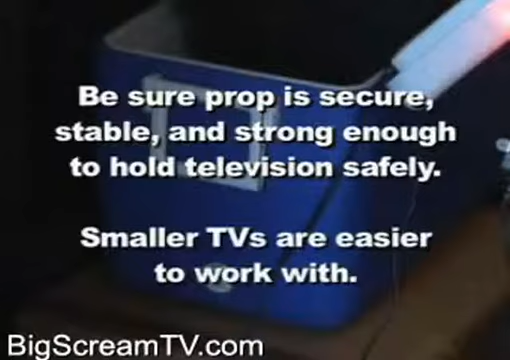 Be sure prop is secure,
stable, and strong enough
to hold television safely.
Smaller TVs are easier
to work with.
BigScreamTV.com